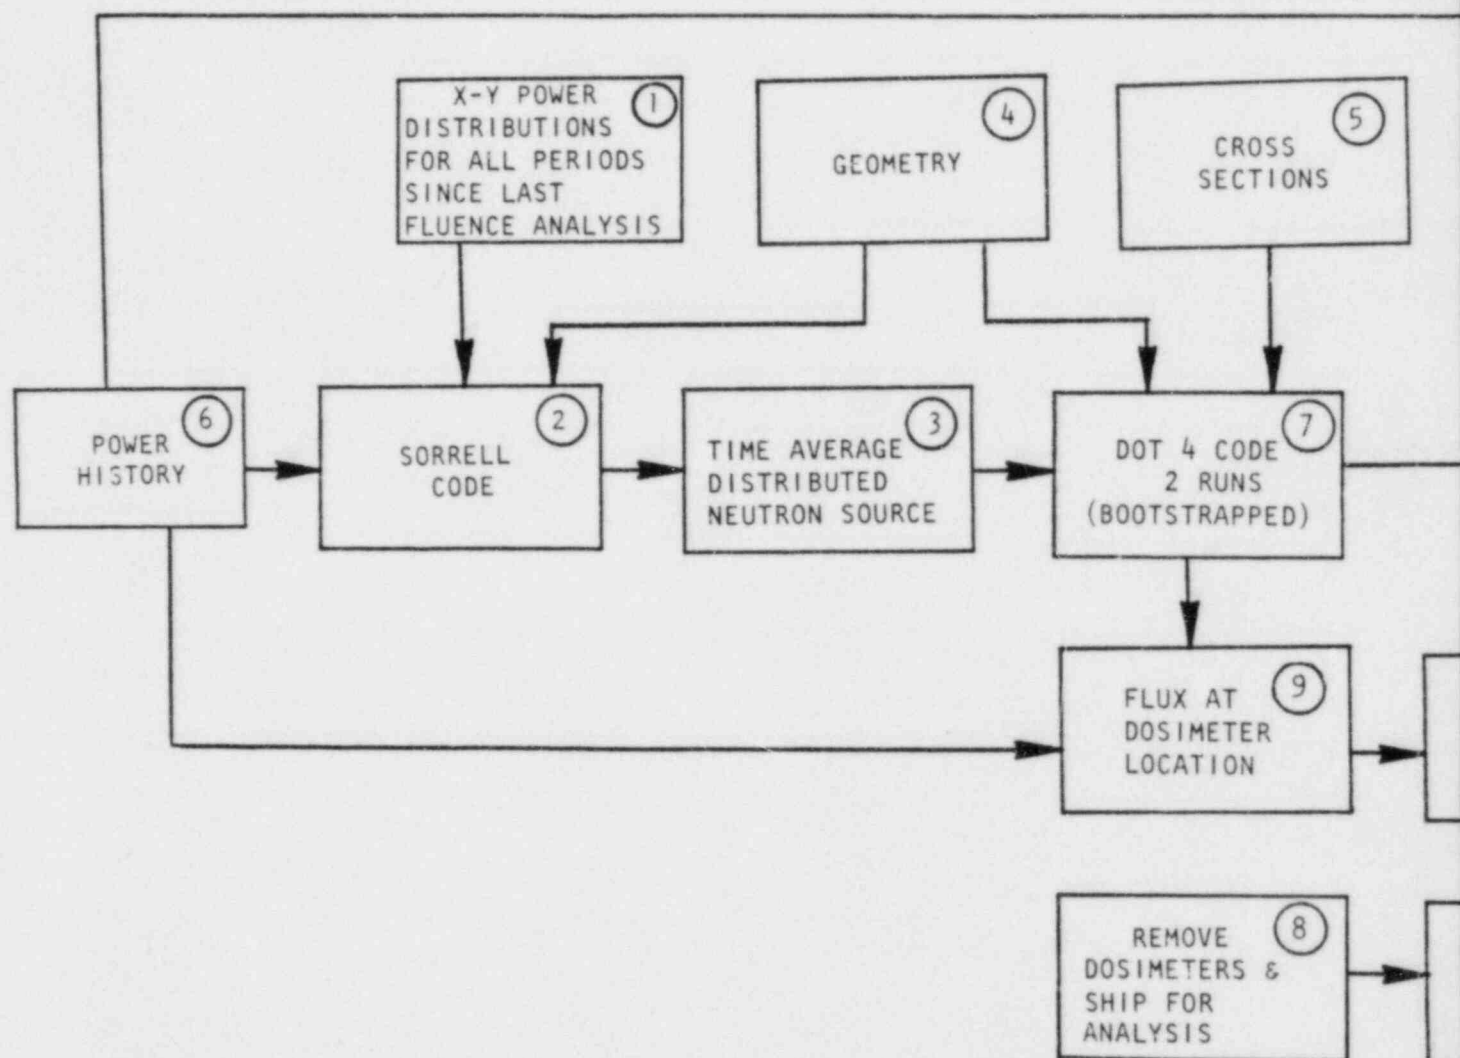 X-Y POWER
DISTRIBUTIONS
FOR ALL PERIODS
SINCE LAST
FLUENCE ANALYSIS
1
GEOMETRY
4
CROSS
SECTIONS
5
POWER
HISTORY
6
SORRELL
CODE
2
TIME AVERAGE
DISTRIBUTED
NEUTRON SOURCE
3
DOT 4 CODE
2 RUNS
(BOOTSTRAPPED)
7
FLUX AT
DOSIMETER
LOCATION
9
REMOVE
DOSIMETERS &
SHIP FOR
ANALYSIS
8